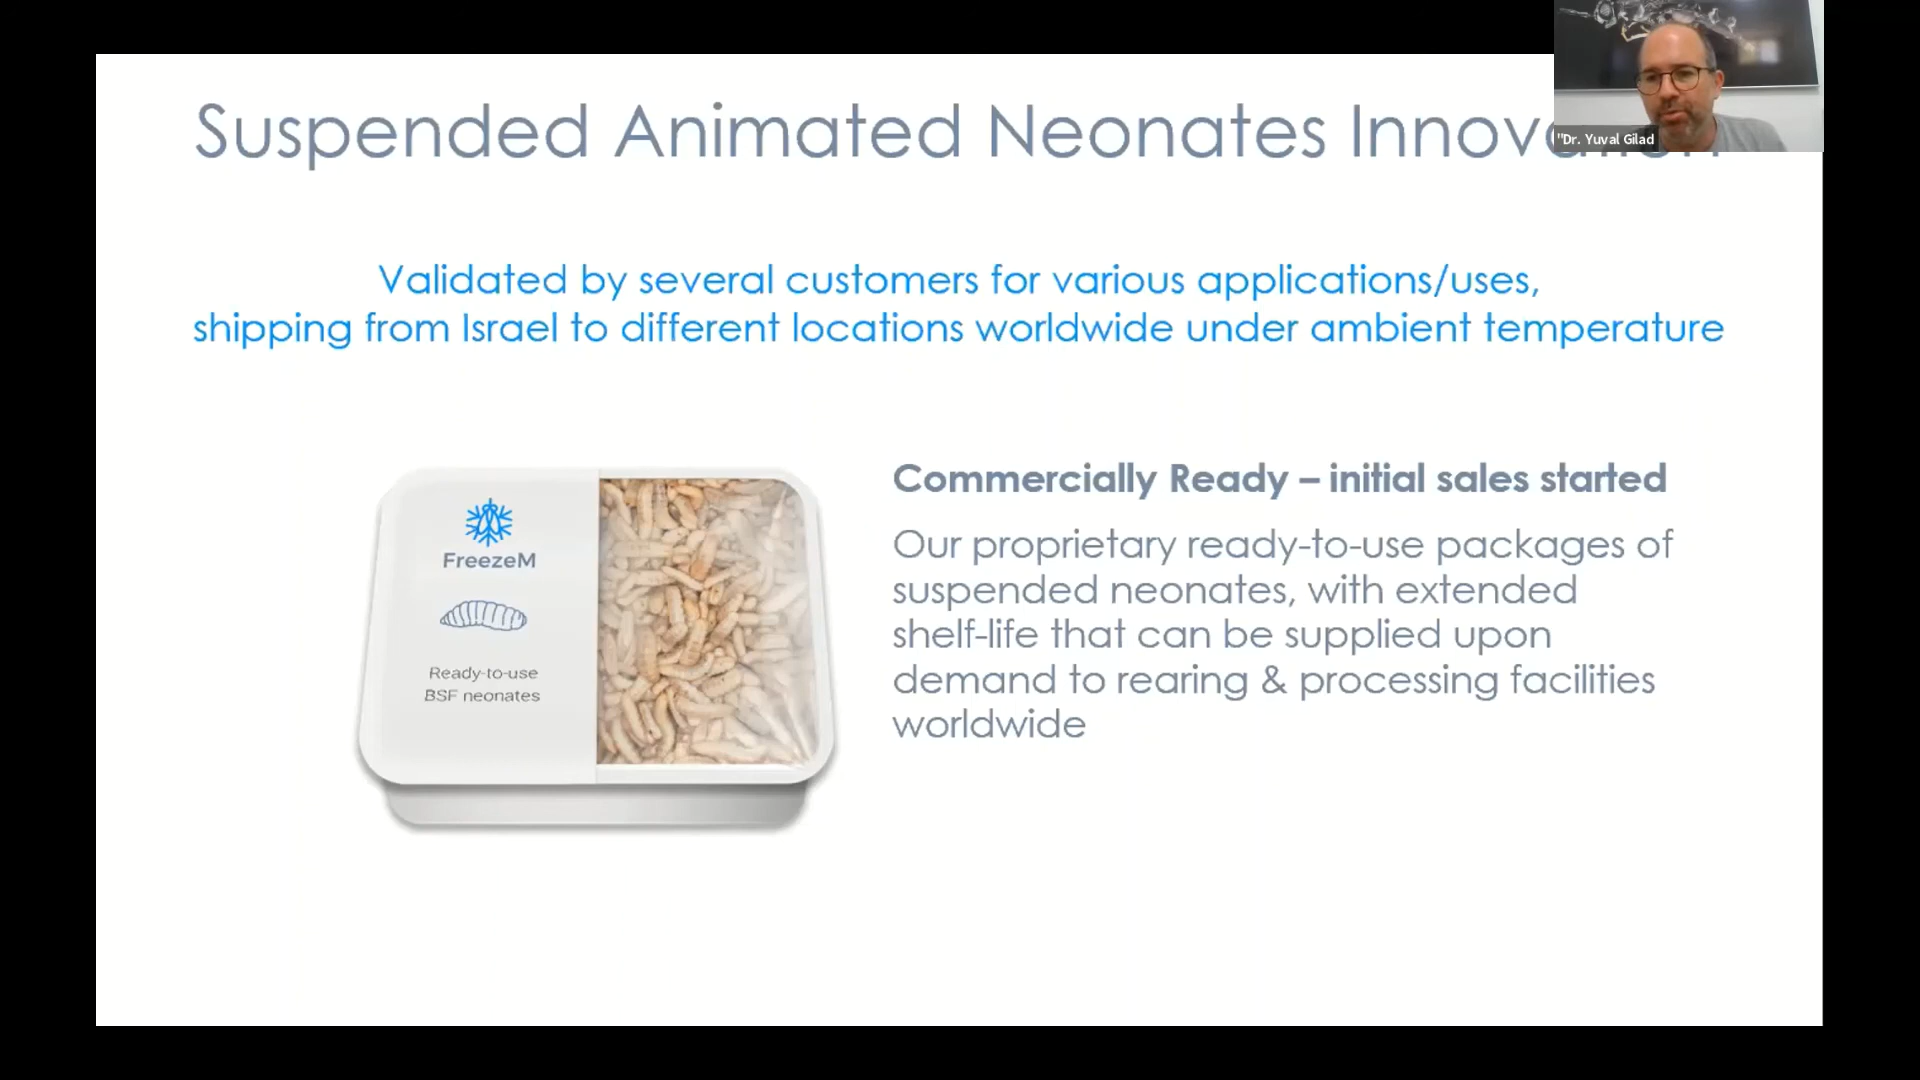 Suspended Animated Neonates Innovation
"Dr. Yuval Gilad
Validated by several customers for various applications/uses,
shipping from Israel to different locations worldwide under ambient temperature
FreezeM
Ready-to-use
BSF neonates
Commercially Ready – initial sales started
Our proprietary ready-to-use packages of
suspended neonates, with extended
shelf-life that can be supplied upon
demand to rearing & processing facilities
worldwide